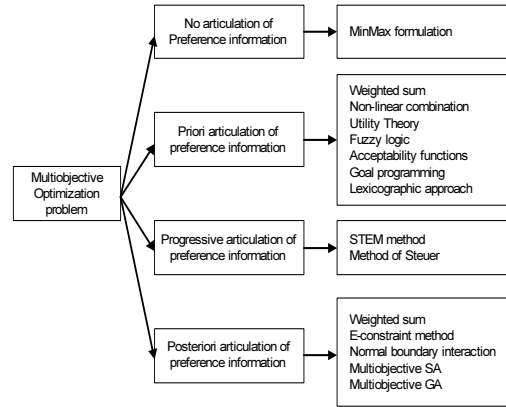 No articulation of
Preference information
MinMax formulation
Priori articulation of
preference information
Weighted sum
Non-linear combination
Utility Theory
Fuzzy logic
Acceptability functions
Goal programming
Lexicographic approach
Multiobjective
Optimization
problem
Progressive articulation of
preference information
STEM method
Method of Steuer
Posteriori articulation of
preference information
Weighted sum
E-constraint method
Normal boundary interaction
Multiobjective SA
Multiobjective GA